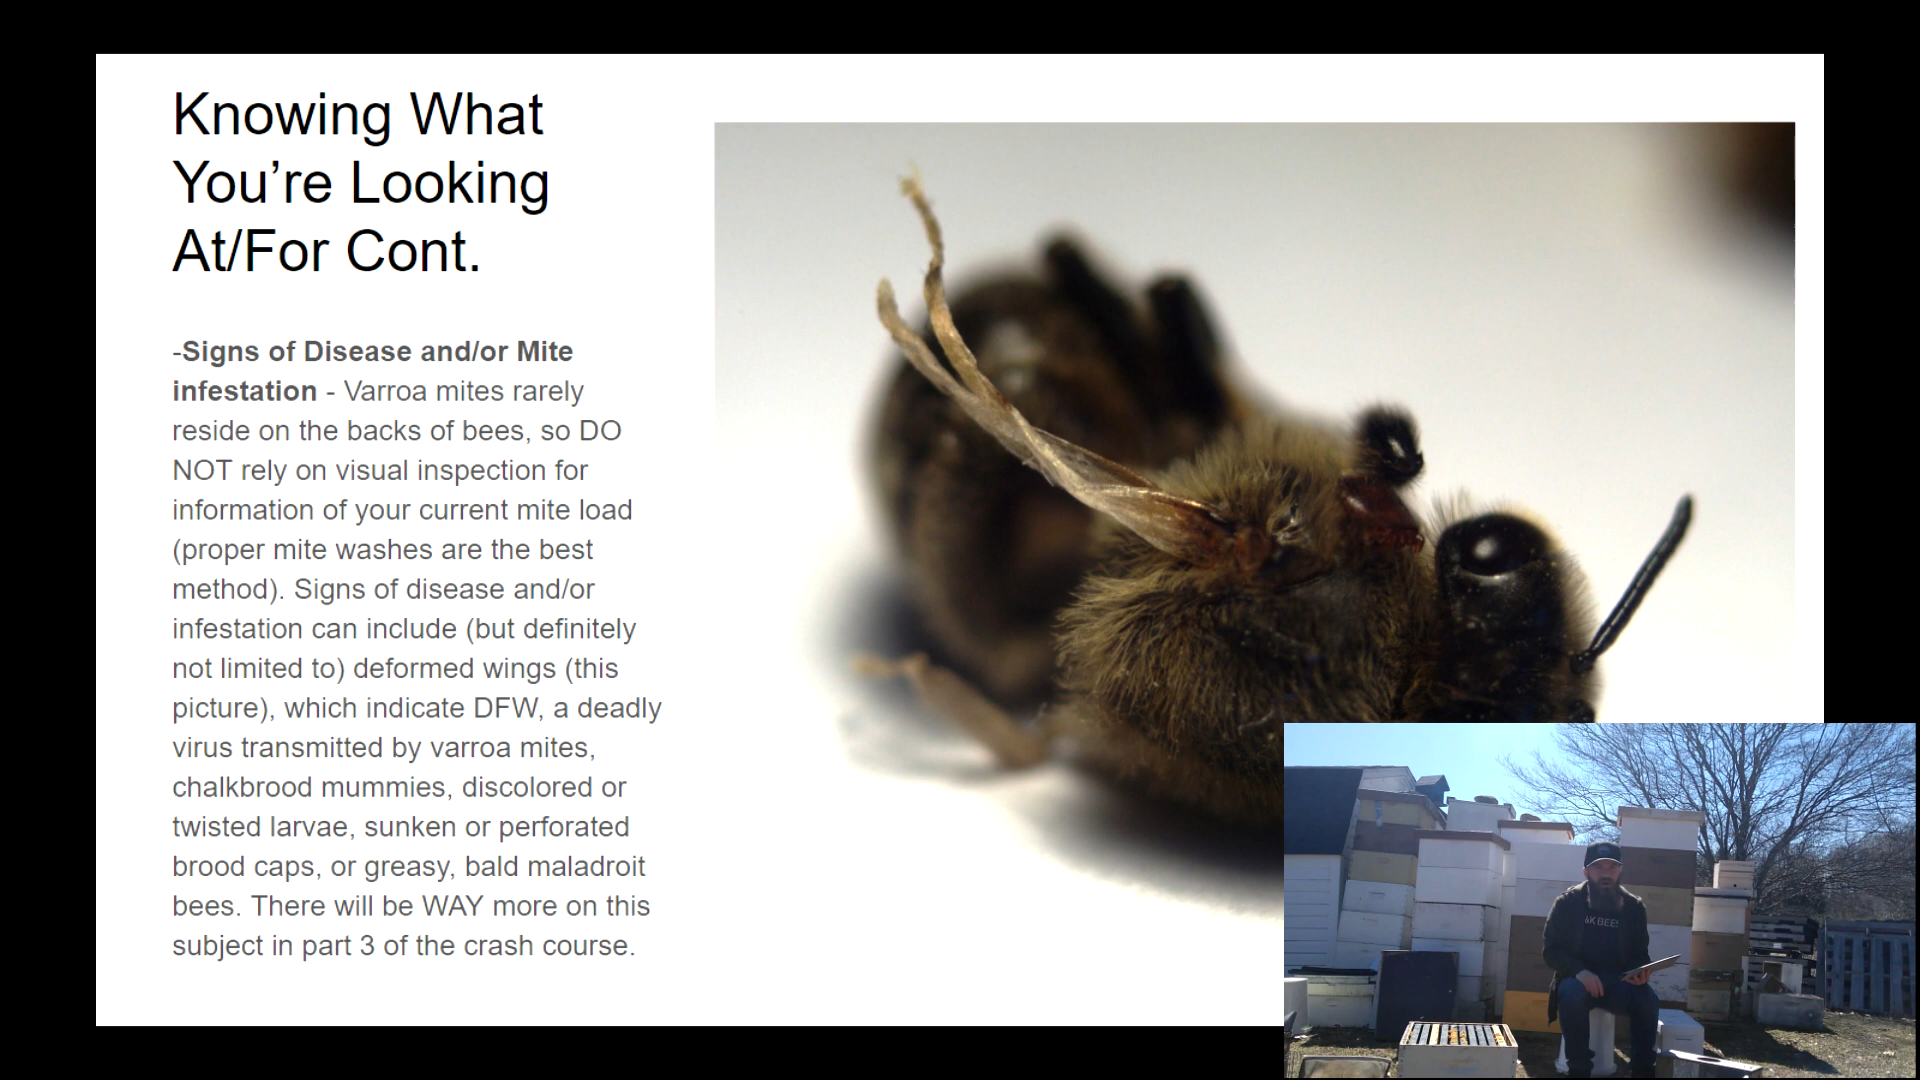 Knowing What
You’re Looking
At/For Cont.
-Signs of Disease and/or Mite
infestation - Varroa mites rarely
reside on the backs of bees, so DO
NOT rely on visual inspection for
information of your current mite load
(proper mite washes are the best
method). Signs of disease and/or
infestation can include (but definitely
not limited to) deformed wings (this
picture), which indicate DFW, a deadly
virus transmitted by varroa mites,
chalkbrood mummies, discolored or
twisted larvae, sunken or perforated
brood caps, or greasy, bald maladroit
bees. There will be WAY more on this
subject in part 3 of the crash course.